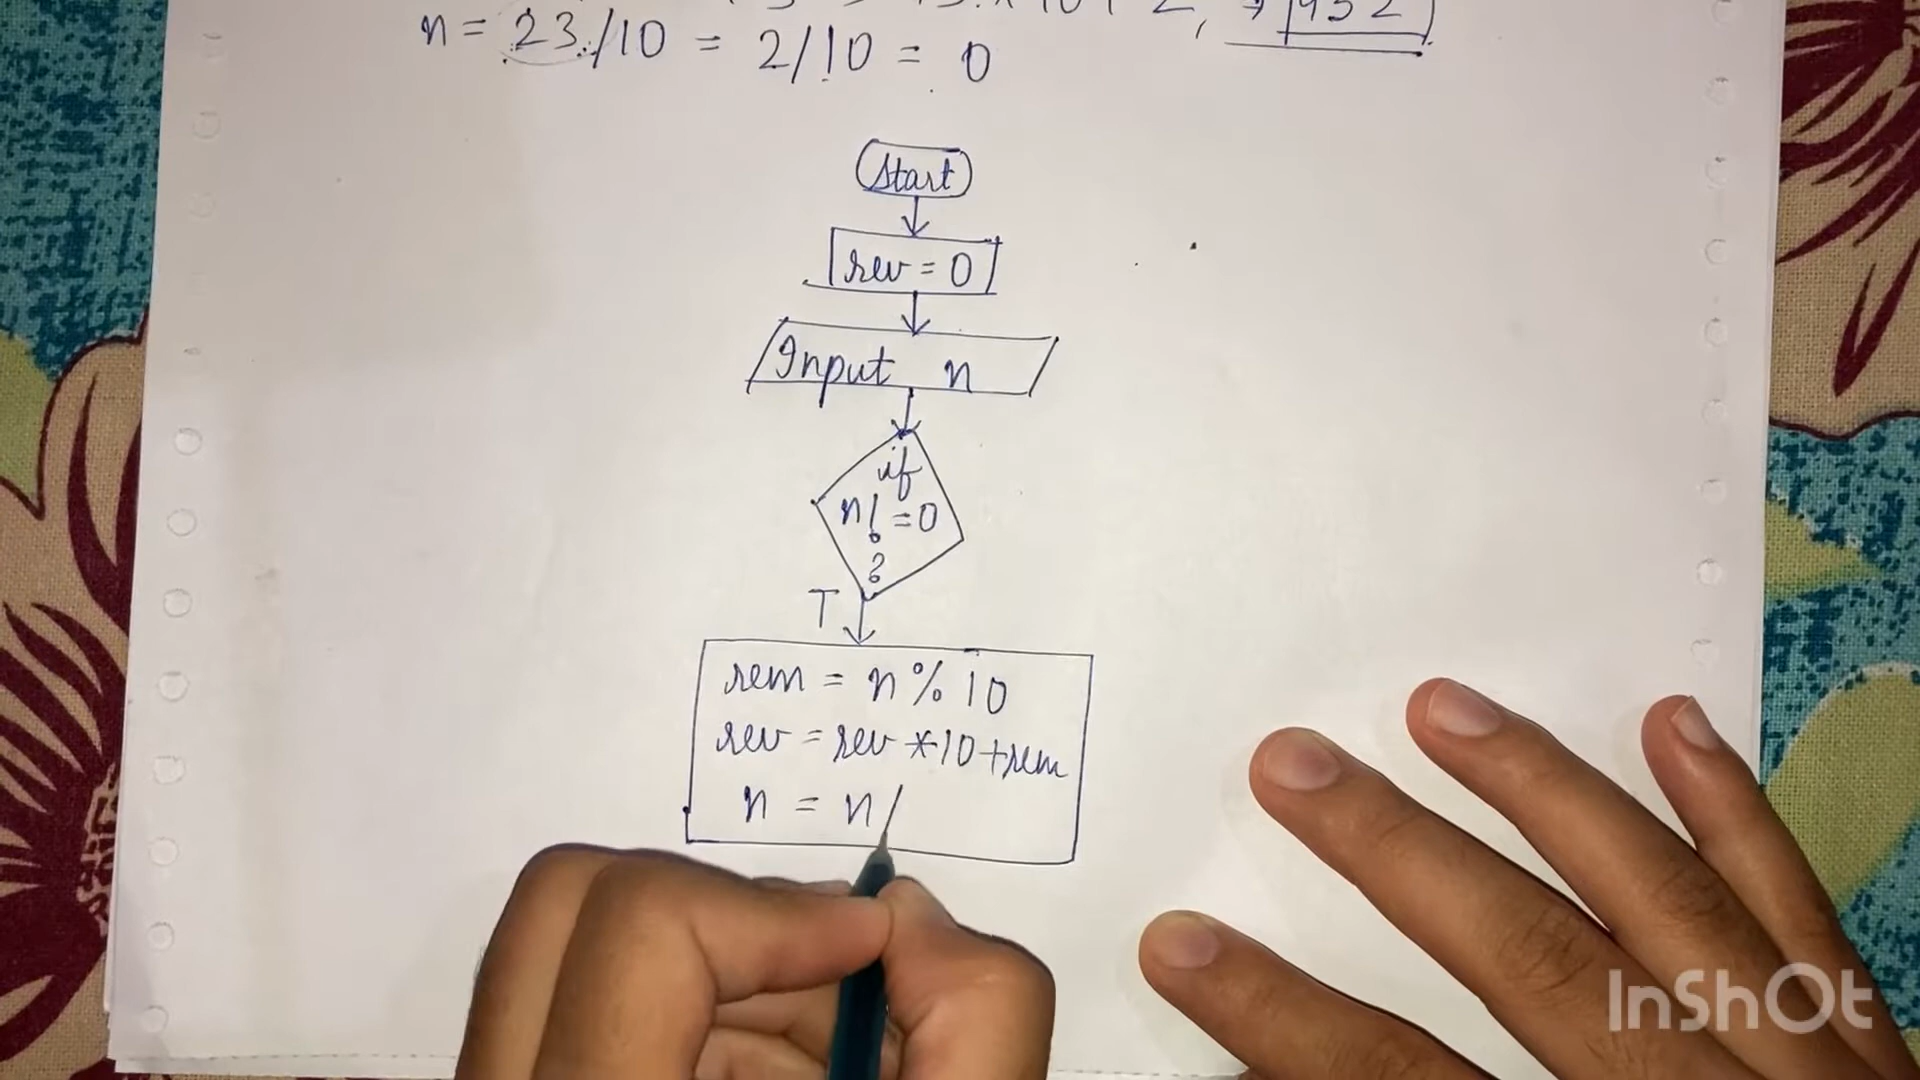 n = 23/10 = 2/10 = 0
Start
rev = 0
Input n
if
n! = 0
?
T
rem = n % 10
rev = rev * 10 + rem
n = n/
InShOt